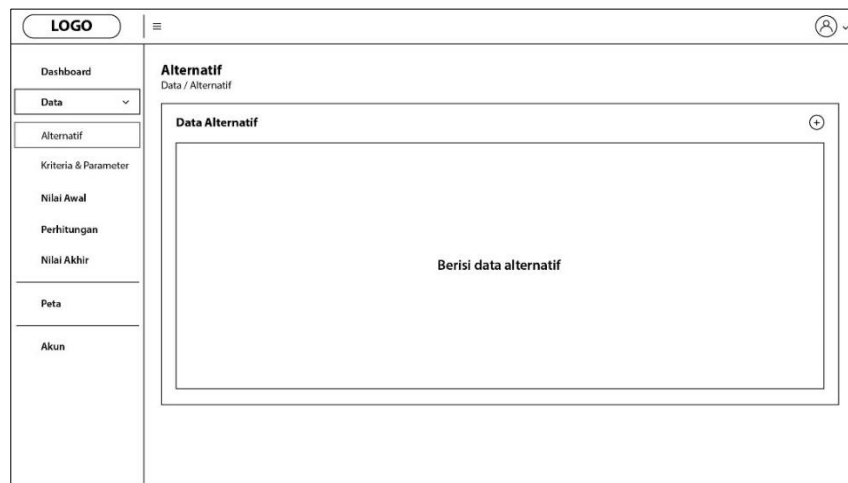 LOGO
Dashboard
Data
Alternatif
Kriteria & Parameter
Nilai Awal
Perhitungan
Nilai Akhir
Peta
Akun
Alternatif
Data / Alternatif
Data Alternatif
Berisi data alternatif